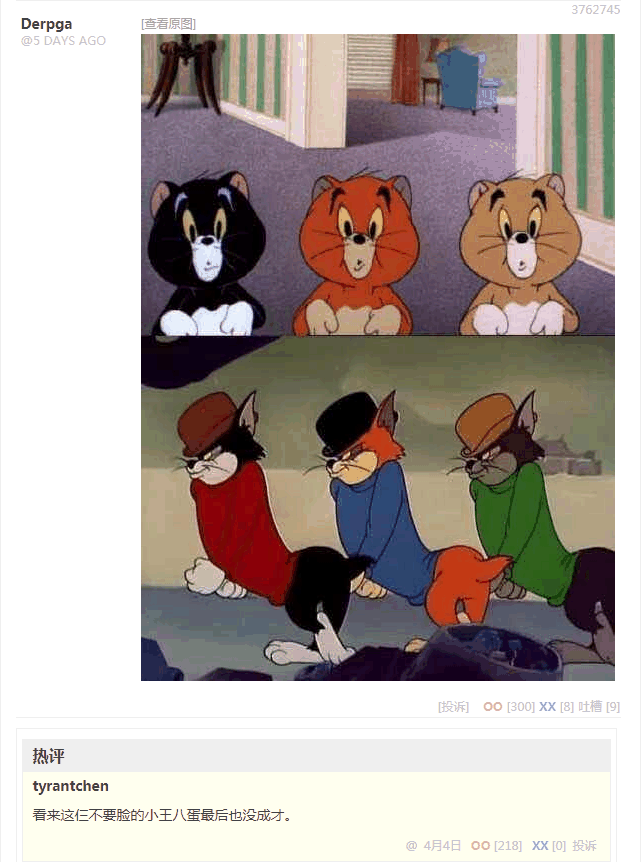 3762745
Derpga
[查看原图]
@5 DAYS AGO
[投诉] OO [300] XX [8] 吐槽 [9]
热评
tyrantchen
看来这仨不要脸的小王八蛋最后也没成才。
@ 4月4日 OO [218] XX [0] 投诉